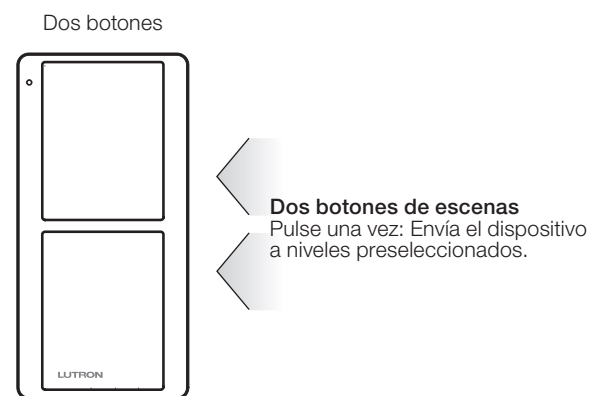 Dos botones
Dos botones de escenas
Pulse una vez: Envía el dispositivo
a niveles preseleccionados.
LUTRON